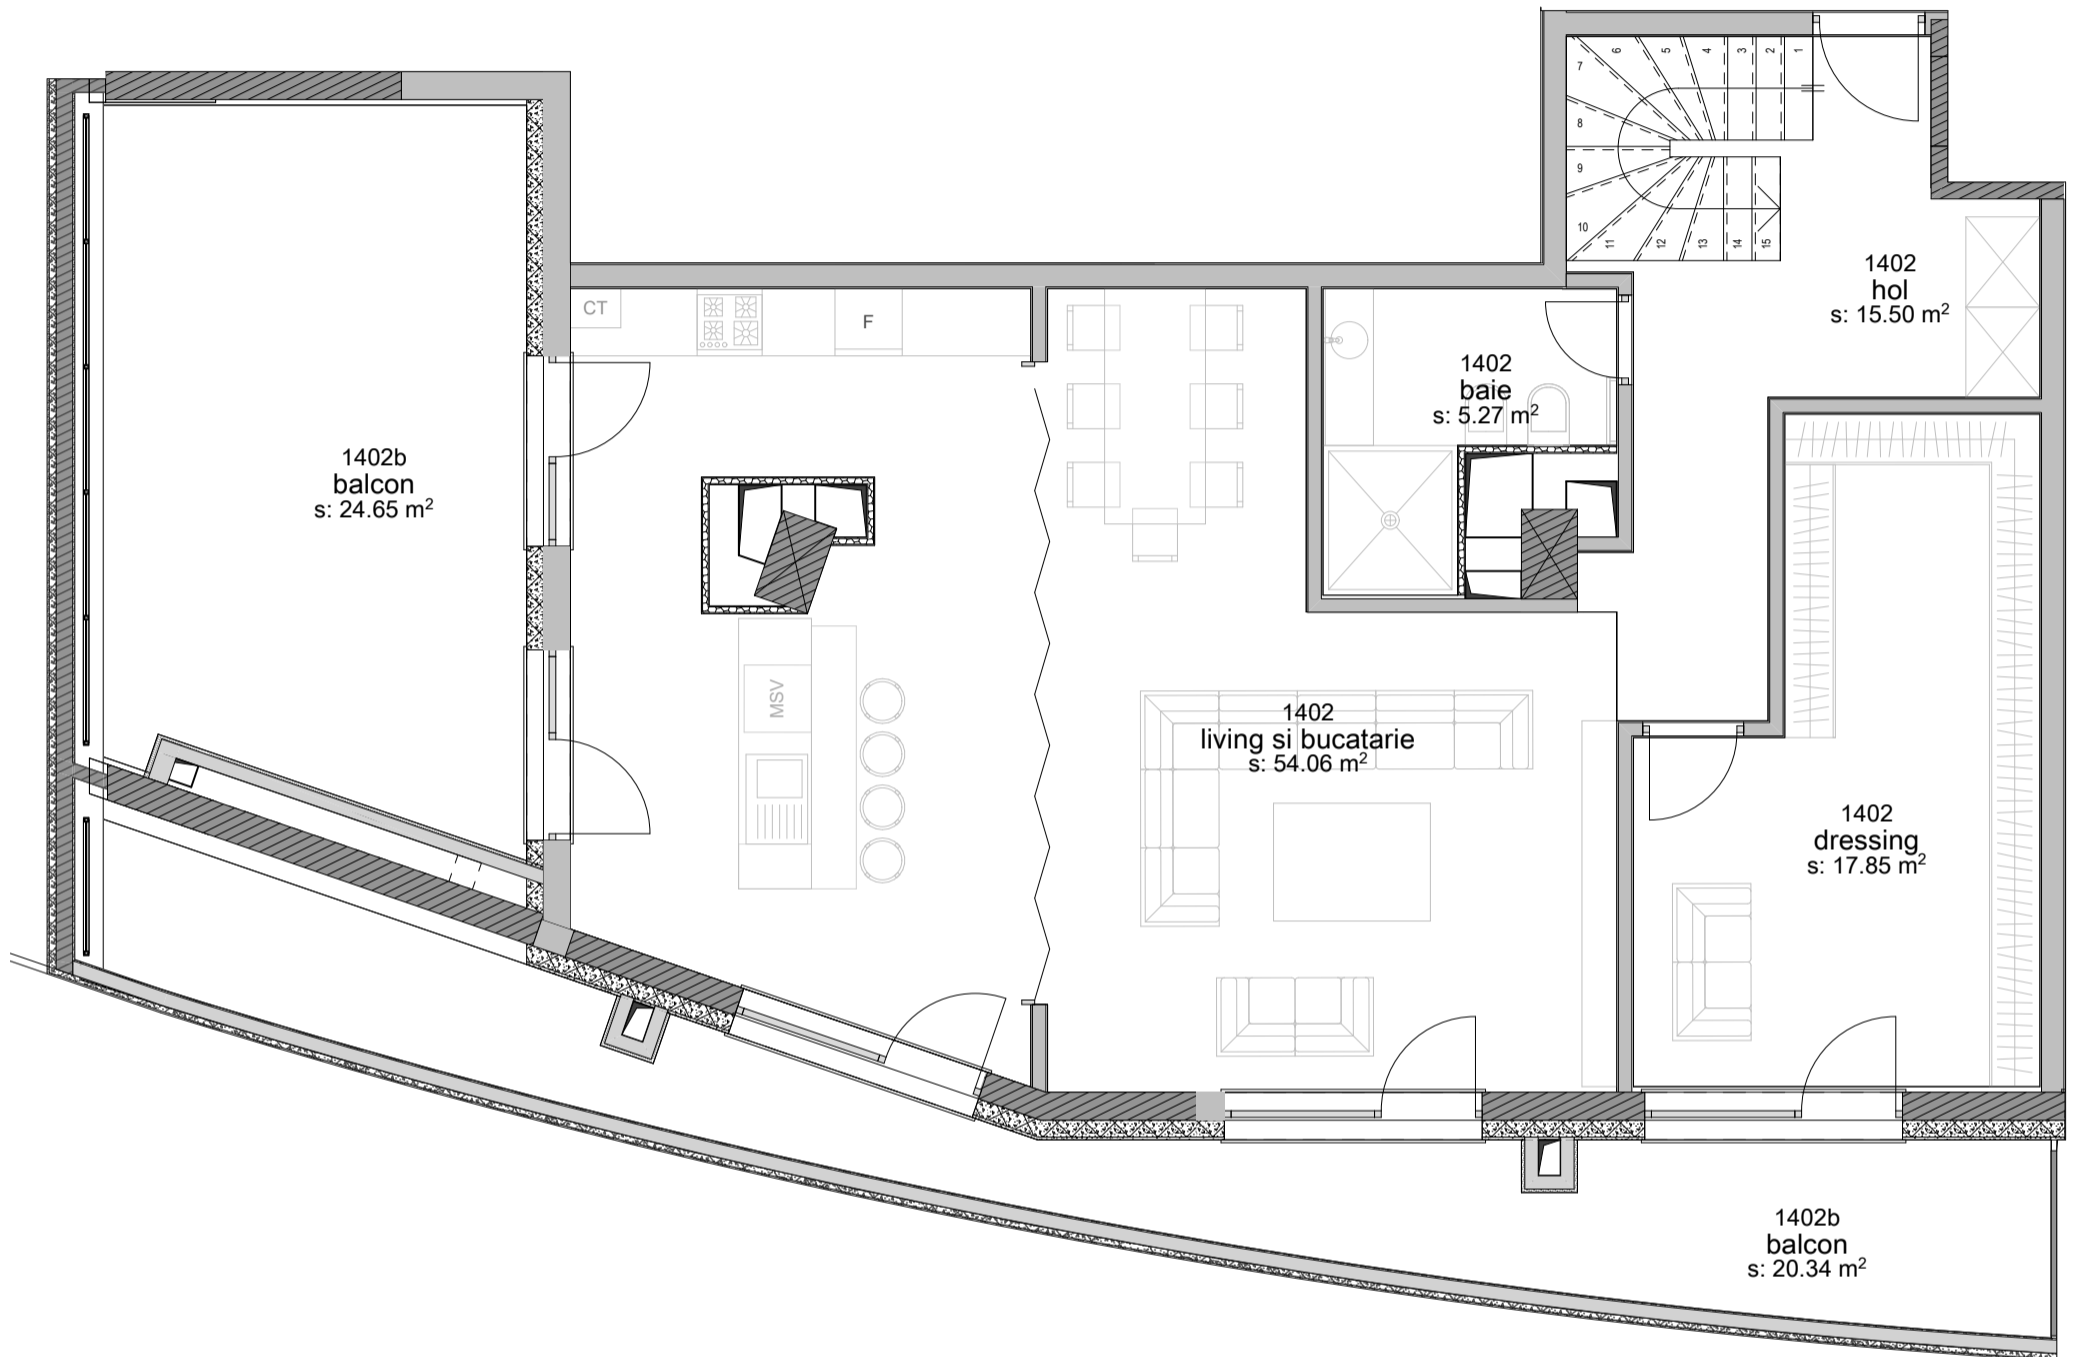 6
5
4
3
2
1
7
8
9
10
11
12
13
14
15
1402
hol
s: 15.50 m²
CT
F
1402
baie
s: 5.27 m²
1402b
balcon
s: 24.65 m²
MSV
1402
living si bucatarie
s: 54.06 m²
1402
dressing
s: 17.85 m²
1402b
balcon
s: 20.34 m²